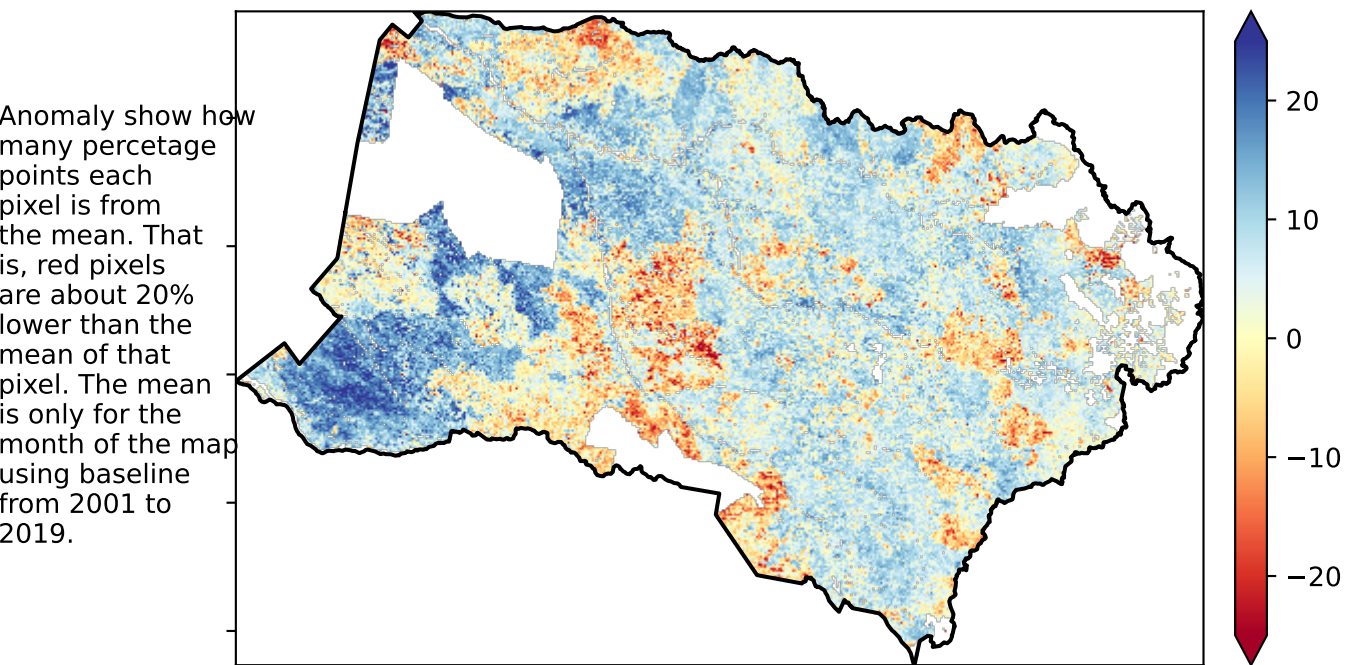 Anomaly show how
many percetage
points each
pixel is from
the mean. That
is, red pixels
are about 20%
lower than the
mean of that
pixel. The mean
is only for the
month of the map
using baseline
from 2001 to
2019.
20
10
0
−10
−20